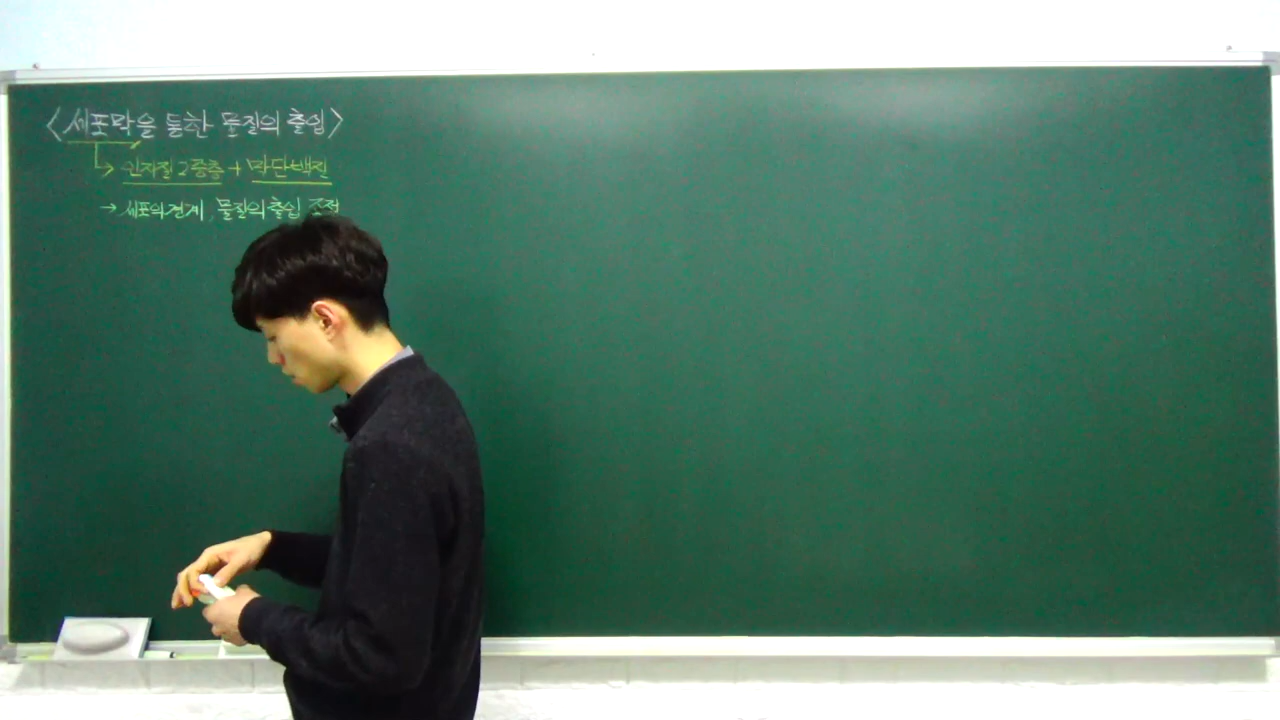 <세포막을 통한 물질의 출입>
→ 인지질 2중층 + 막단백질
→ 세포의 경계, 물질의 출입 조절